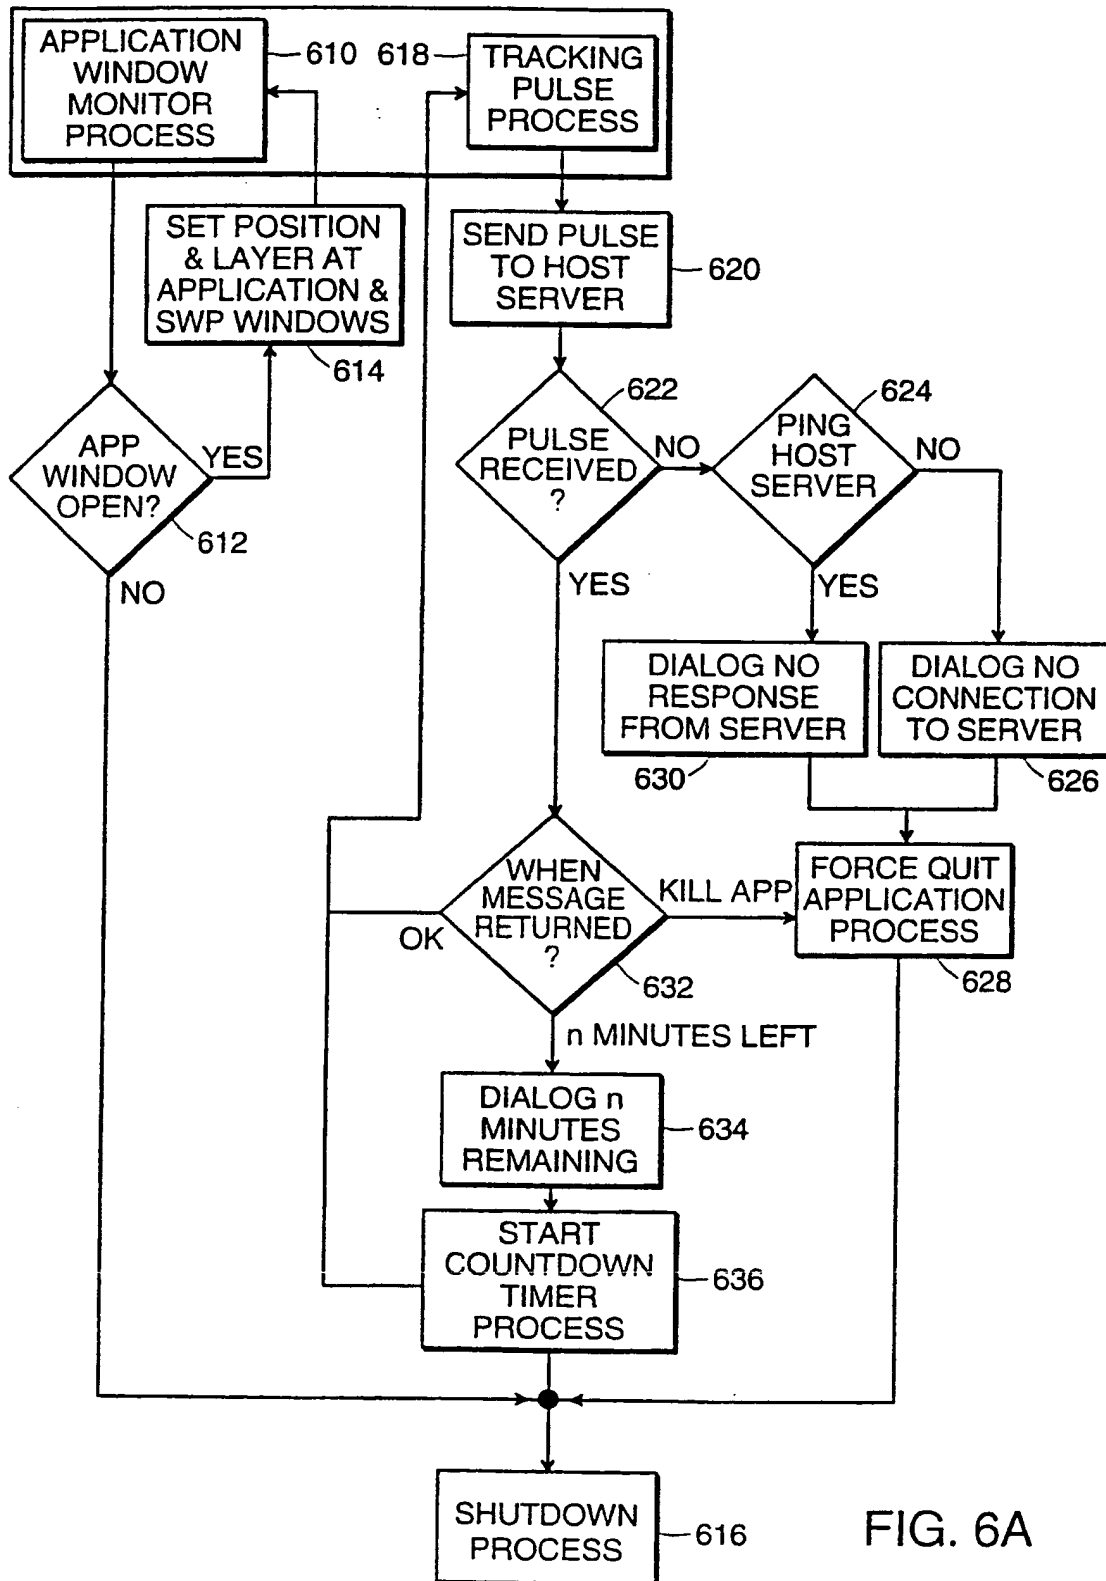 APPLICATION
WINDOW
MONITOR
PROCESS
610
618
TRACKING
PULSE
PROCESS
SET POSITION
& LAYER AT
APPLICATION &
SWP WINDOWS
614
SEND PULSE
TO HOST
SERVER
620
APP
WINDOW
OPEN?
YES
612
NO
PULSE
RECEIVED
?
622
NO
YES
PING
HOST
SERVER
624
NO
YES
DIALOG NO
RESPONSE
FROM SERVER
630
DIALOG NO
CONNECTION
TO SERVER
626
WHEN
MESSAGE
RETURNED
?
OK
KILL APP
632
n MINUTES LEFT
FORCE QUIT
APPLICATION
PROCESS
628
DIALOG n
MINUTES
REMAINING
634
START
COUNTDOWN
TIMER
PROCESS
636
SHUTDOWN
PROCESS
616
FIG. 6A